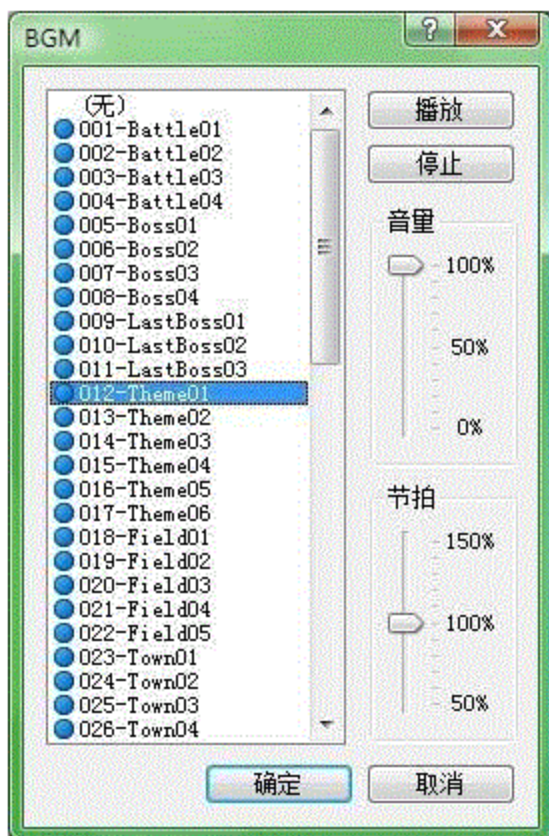 BGM
(无)
001-Battle01
002-Battle02
003-Battle03
004-Battle04
005-Boss01
006-Boss02
007-Boss03
008-Boss04
009-LastBoss01
010-LastBoss02
011-LastBoss03
012-Theme01
013-Theme02
014-Theme03
015-Theme04
016-Theme05
017-Theme06
018-Field01
019-Field02
020-Field03
021-Field04
022-Field05
023-Town01
024-Town02
025-Town03
026-Town04
播放
停止
音量
100%
50%
0%
节拍
150%
100%
50%
确定
取消